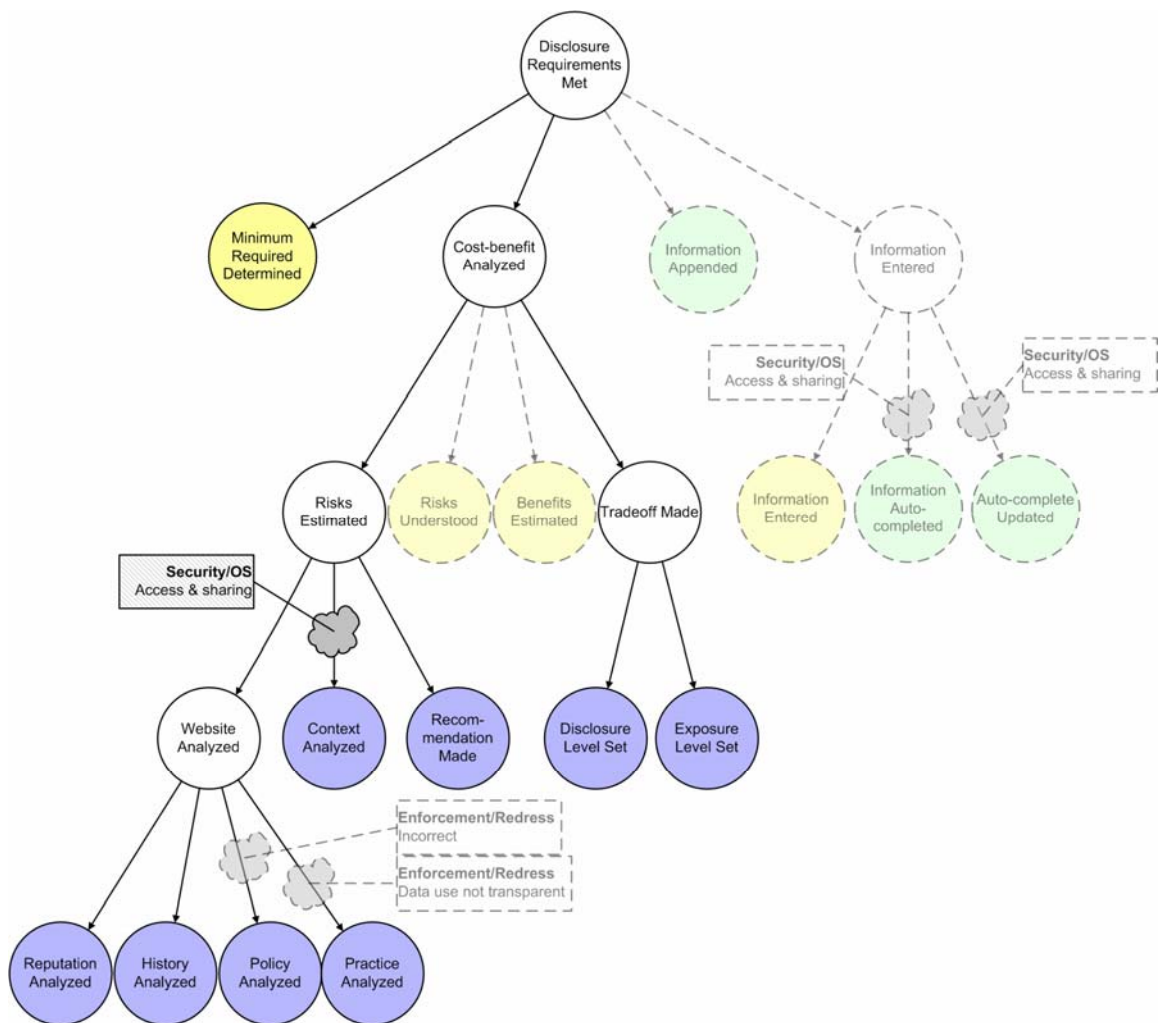 Disclosure
Requirements
Met
Minimum
Required
Determined
Cost-benefit
Analyzed
Information
Appended
Information
Entered
Security/OS
Access & sharing
Security/OS
Access & sharing
Risks
Estimated
Risks
Understood
Benefits
Estimated
Tradeoff Made
Information
Entered
Information
Auto-
completed
Auto-complete
Updated
Security/OS
Access & sharing
Website
Analyzed
Context
Analyzed
Recom-
mendation
Made
Disclosure
Level Set
Exposure
Level Set
Enforcement/Redress
Incorrect
Enforcement/Redress
Data use not transparent
Reputation
Analyzed
History
Analyzed
Policy
Analyzed
Practice
Analyzed